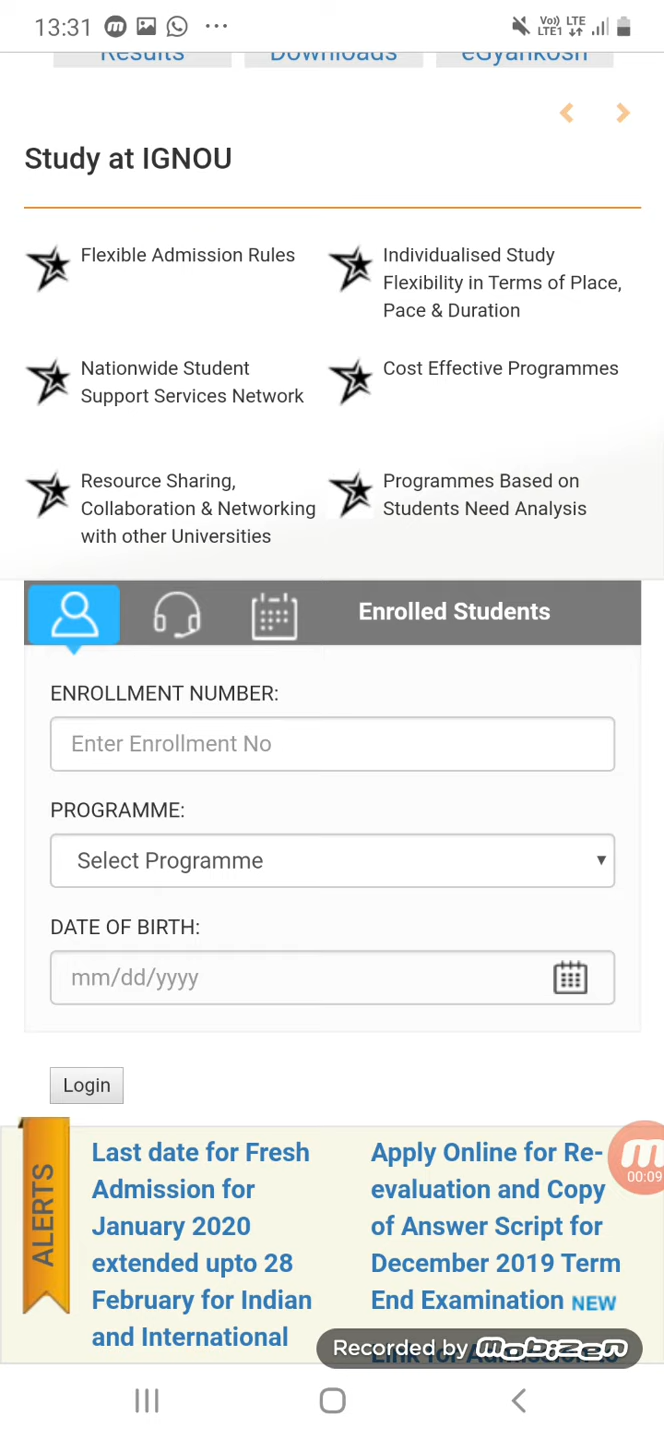 13:31
Vo)) LTE
LTE1
Results
Downloads
eGyankosh
Study at IGNOU
Flexible Admission Rules
Individualised Study
Flexibility in Terms of Place,
Pace & Duration
Nationwide Student
Support Services Network
Cost Effective Programmes
Resource Sharing,
Collaboration & Networking
with other Universities
Programmes Based on
Students Need Analysis
Enrolled Students
ENROLLMENT NUMBER:
Enter Enrollment No
PROGRAMME:
Select Programme
DATE OF BIRTH:
mm/dd/yyyy
Login
ALERTS
Last date for Fresh
Admission for
January 2020
extended upto 28
February for Indian
and International
Apply Online for Re-
evaluation and Copy
of Answer Script for
December 2019 Term
End Examination NEW
00:09
Recorded by mobizen